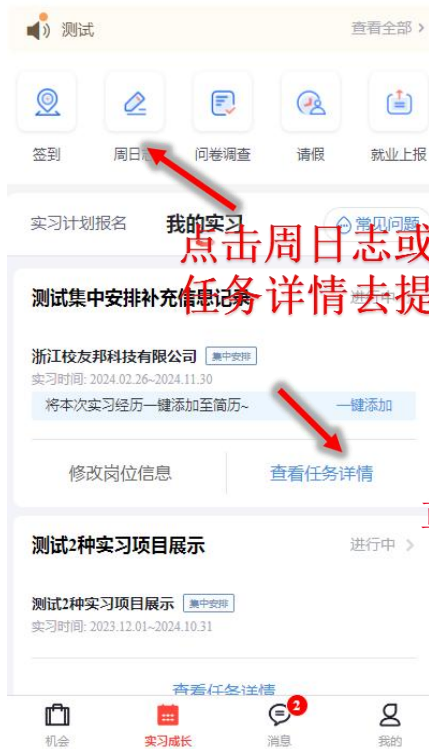 测试
查看全部 >
签到
周日志
问卷调查
请假
就业上报
实习计划报名
我的实习
常见问题
点击周日志或
任务详情去提
测试集中安排补充信息记录
进行中
浙江校友邦科技有限公司 集中安排
实习时间: 2024.02.26~2024.11.30
将本次实习经历一键添加至简历~
一键添加
修改岗位信息
查看任务详情
测试2种实习项目展示
进行中 >
测试2种实习项目展示 集中安排
实习时间: 2023.12.01~2024.10.31
查看任务详情
2
机会
实习成长
消息
我的